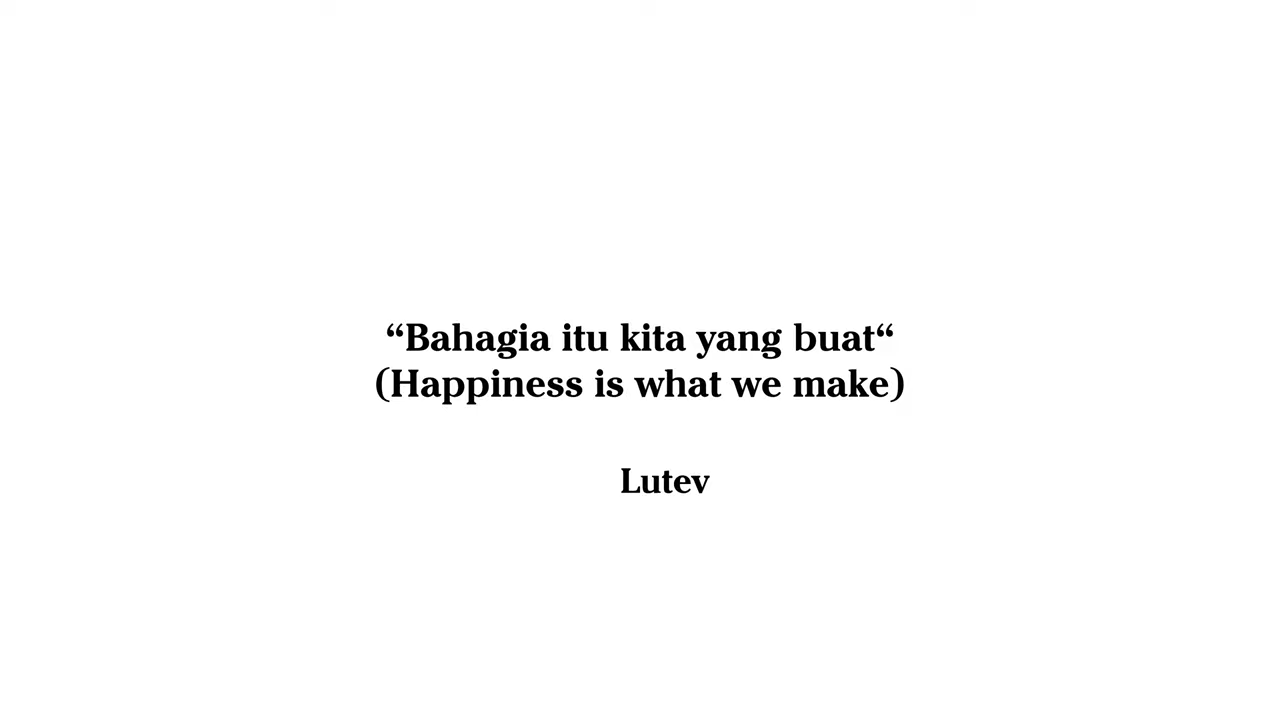 “Bahagia itu kita yang buat“
(Happiness is what we make)
Lutev